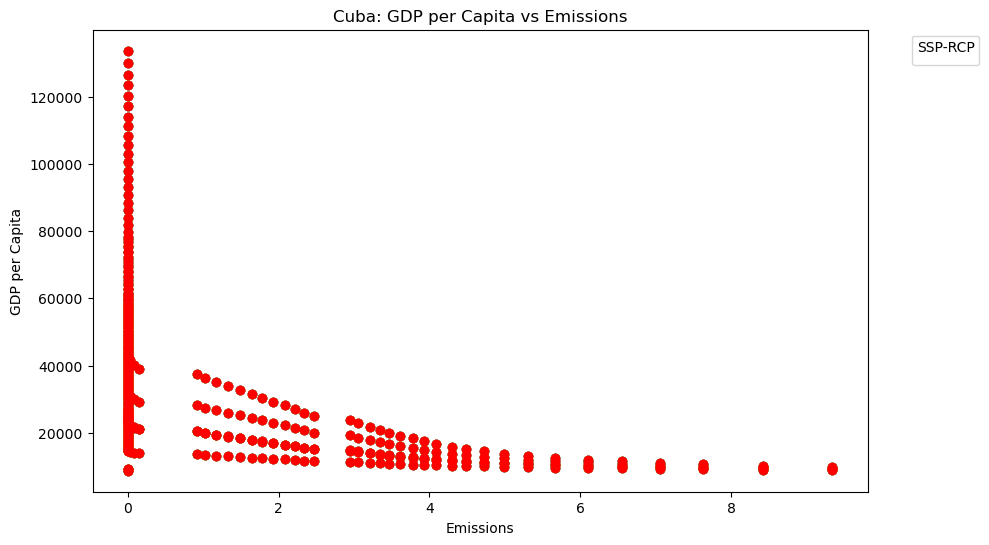 Cuba: GDP per Capita vs Emissions
SSP-RCP
120000
100000
80000
60000
40000
20000
GDP per Capita
0
2
4
6
8
Emissions